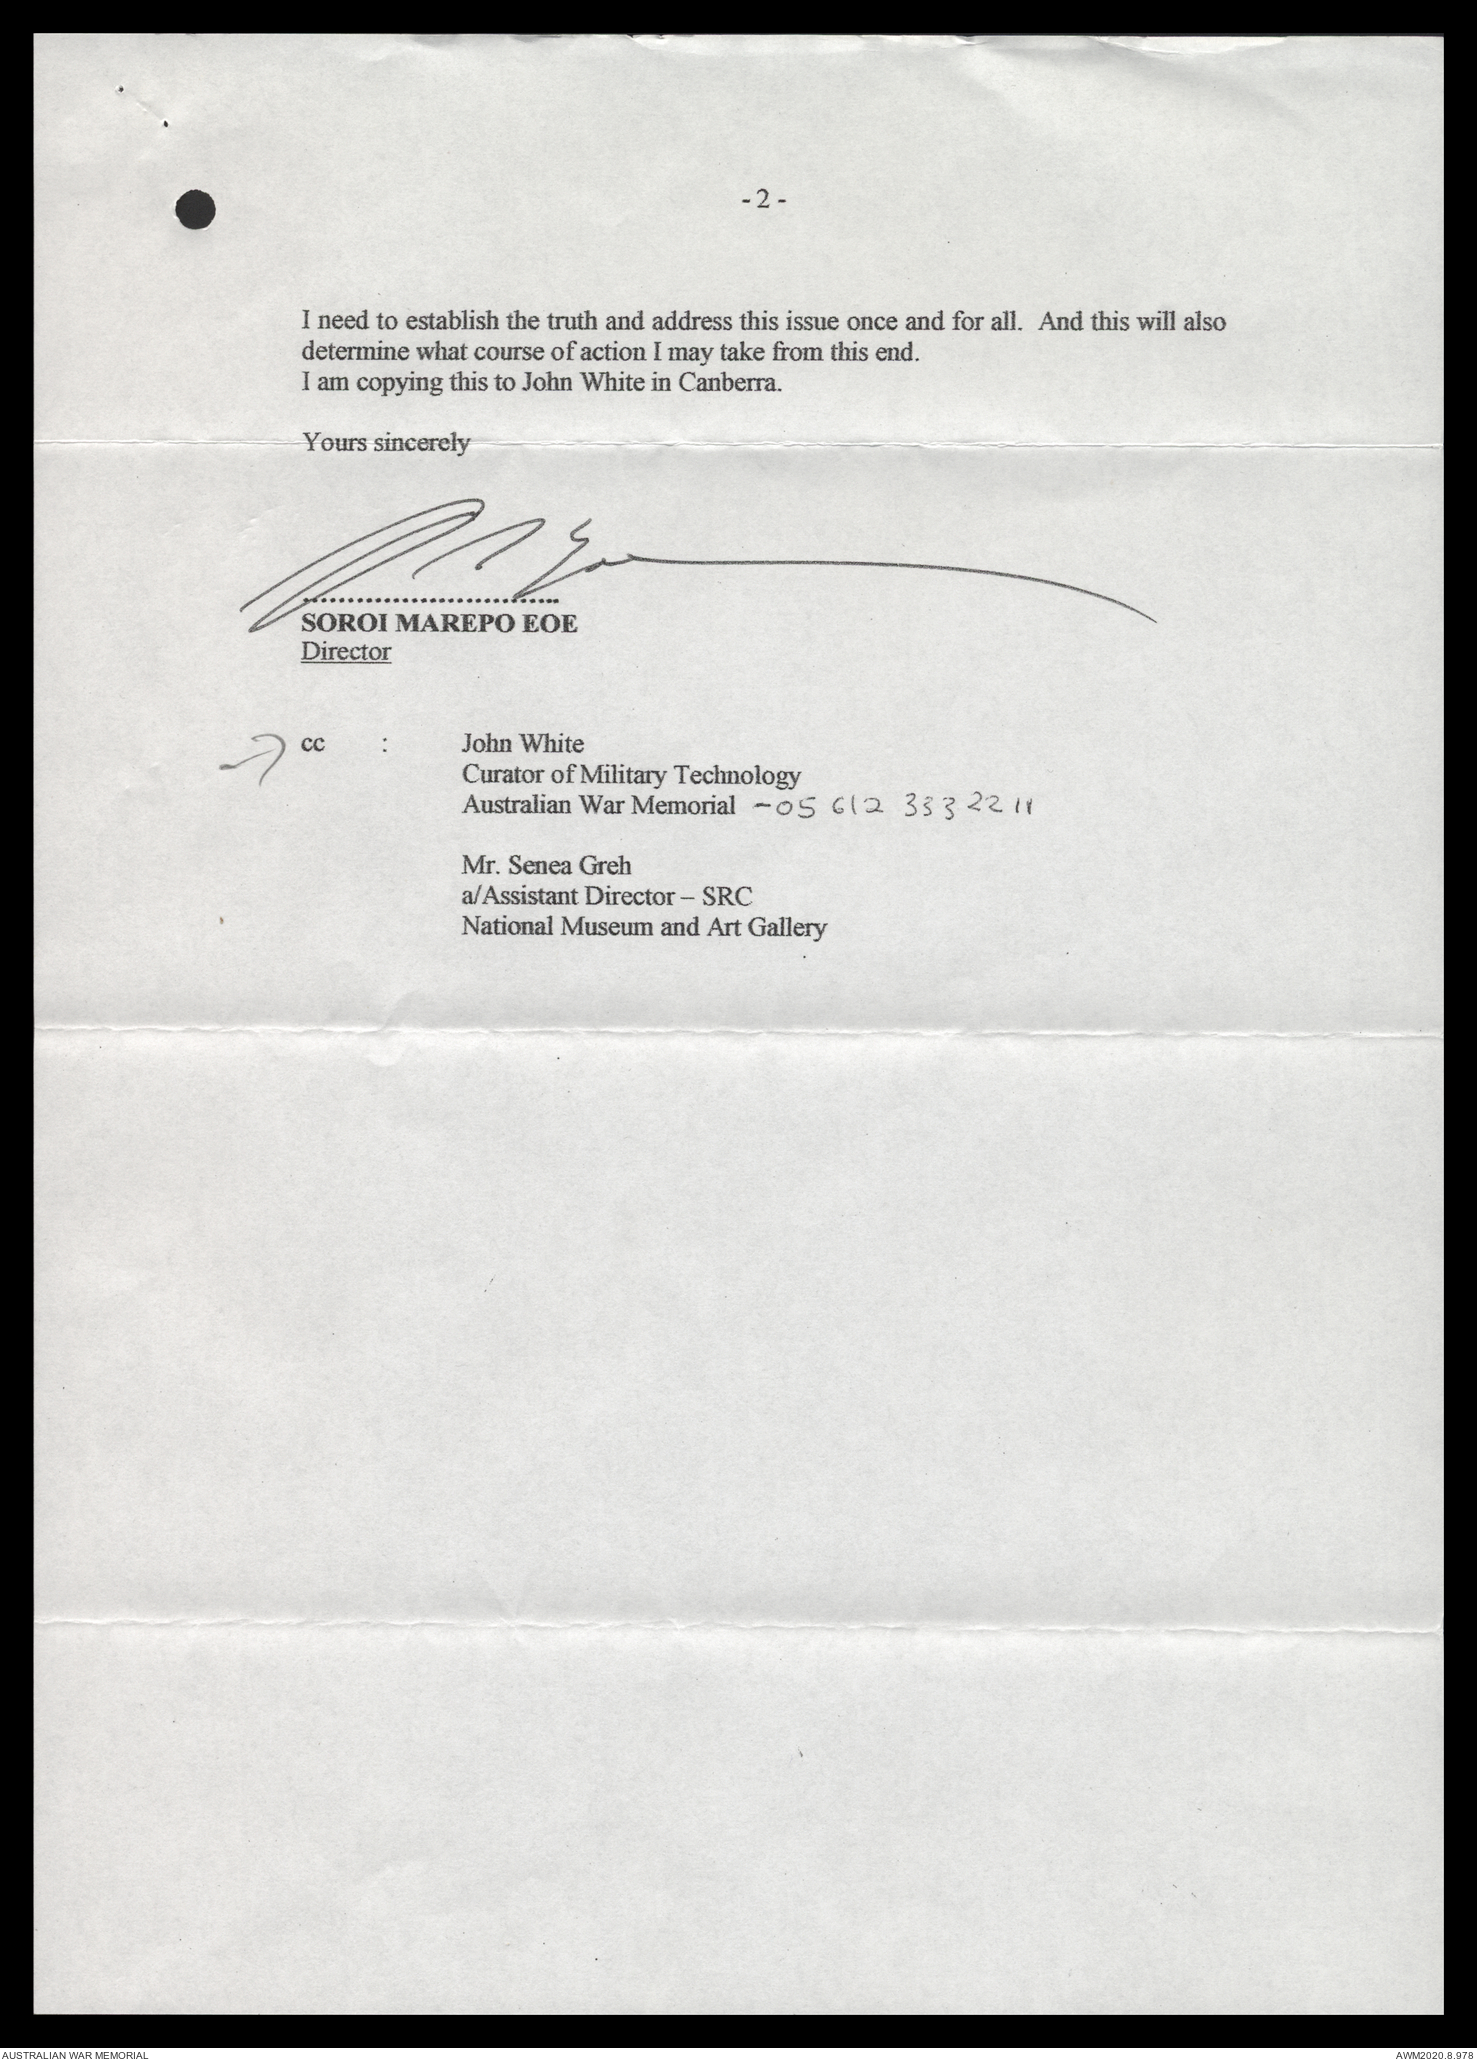 - 2 -
I need to establish the truth and address this issue once and for all.  And this will also
determine what course of action I may take from this end.
I am copying this to John White in Canberra.
Yours sincerely
SOROI MAREPO EOE
Director
cc : John White
Curator of Military Technology
Australian War Memorial - 05 612 333 22 11
Mr. Senea Greh
a/Assistant Director – SRC
National Museum and Art Gallery
AUSTRALIAN WAR MEMORIAL
AWM2020.8.978